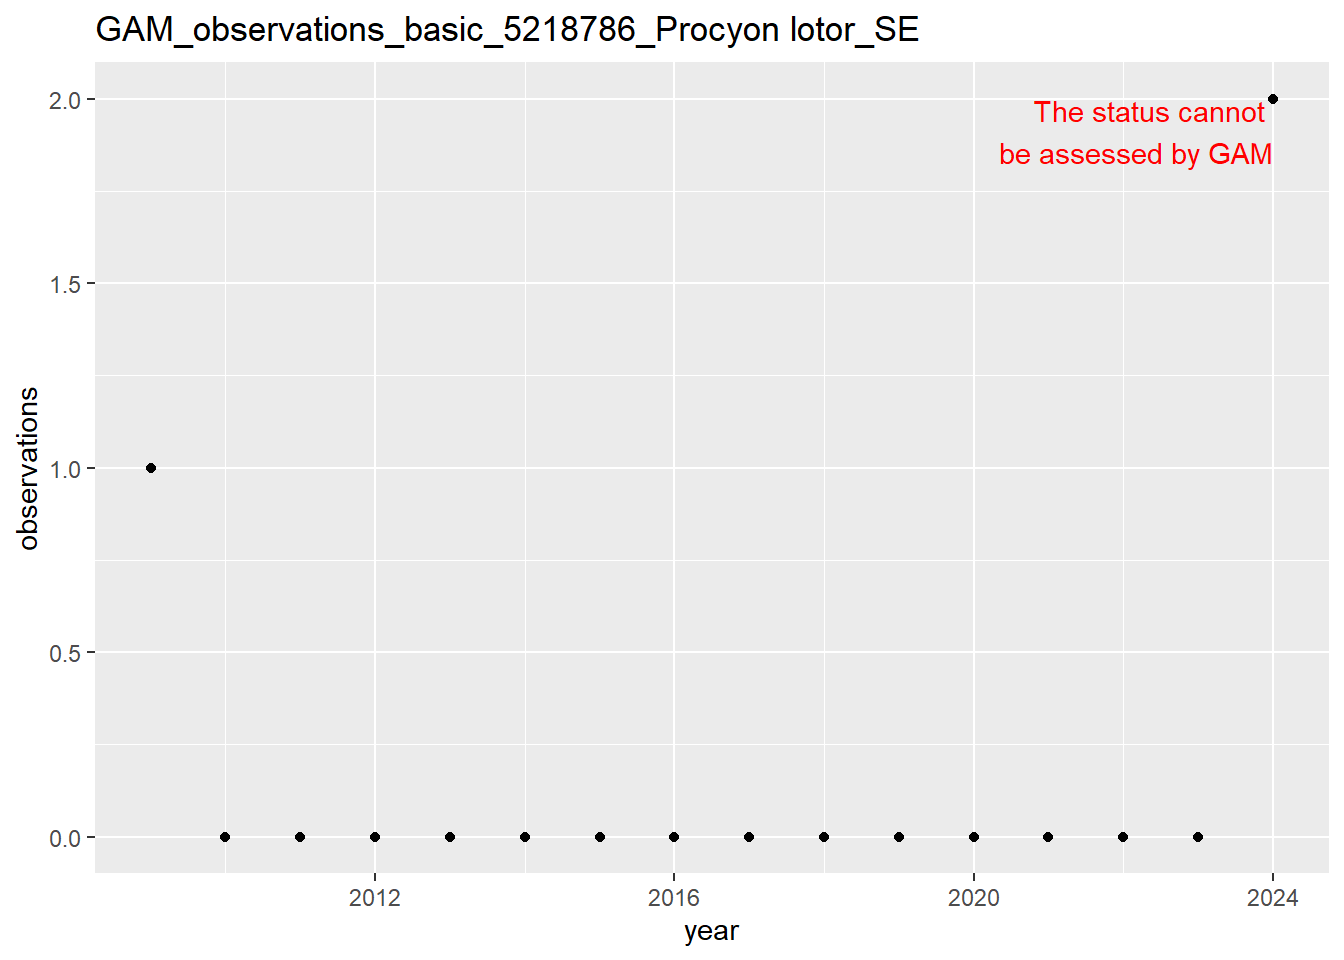 GAM_observations_basic_5218786_Procyon lotor_SE
2.0
The status cannot
be assessed by GAM
1.5
observations
1.0
0.5
0.0
2012 2016 2020 2024
year